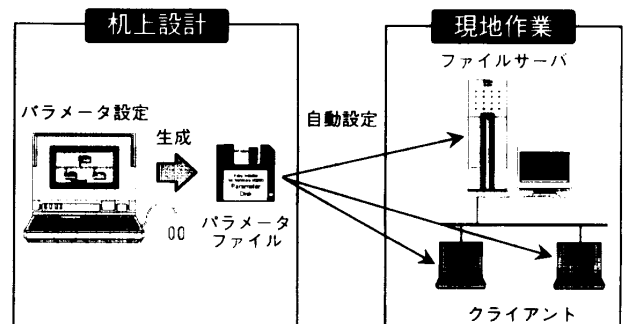 机上設計
パラメータ設定
生成
パラメータ
ファイル
Parameter
Disk
自動設定
現地作業
ファイルサーバ
クライアント